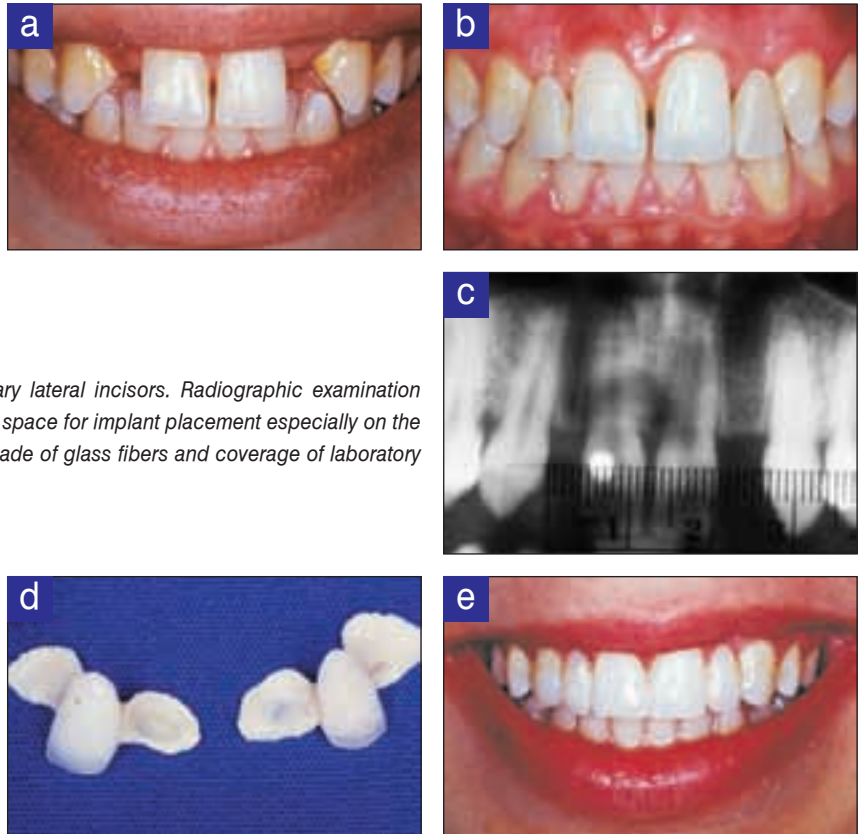 a
b
c
ary lateral incisors. Radiographic examination
space for implant placement especially on the
ade of glass fibers and coverage of laboratory
d
e